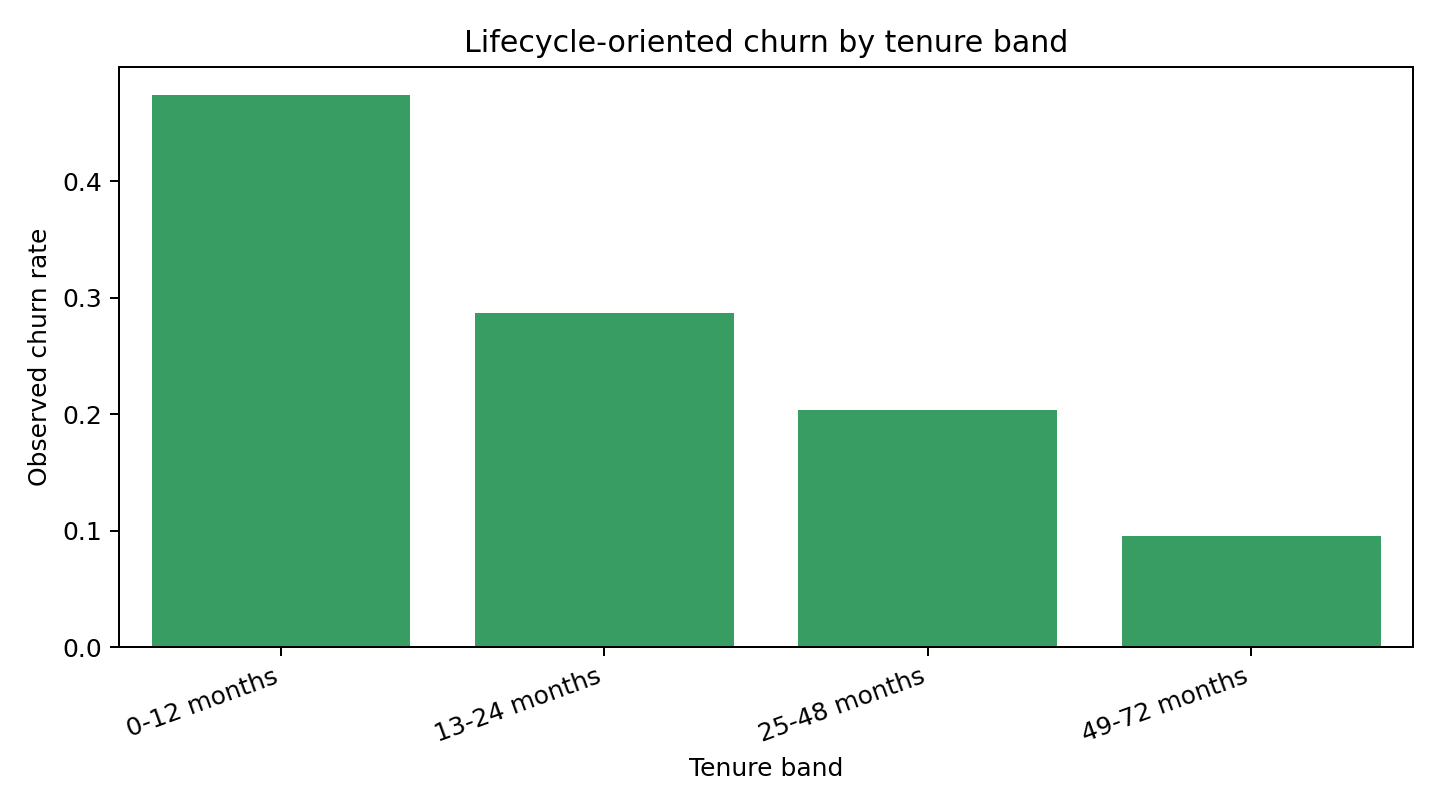 Lifecycle-oriented churn by tenure band
Observed churn rate
0.4
0.3
0.2
0.1
0.0
0-12 months
13-24 months
25-48 months
49-72 months
Tenure band